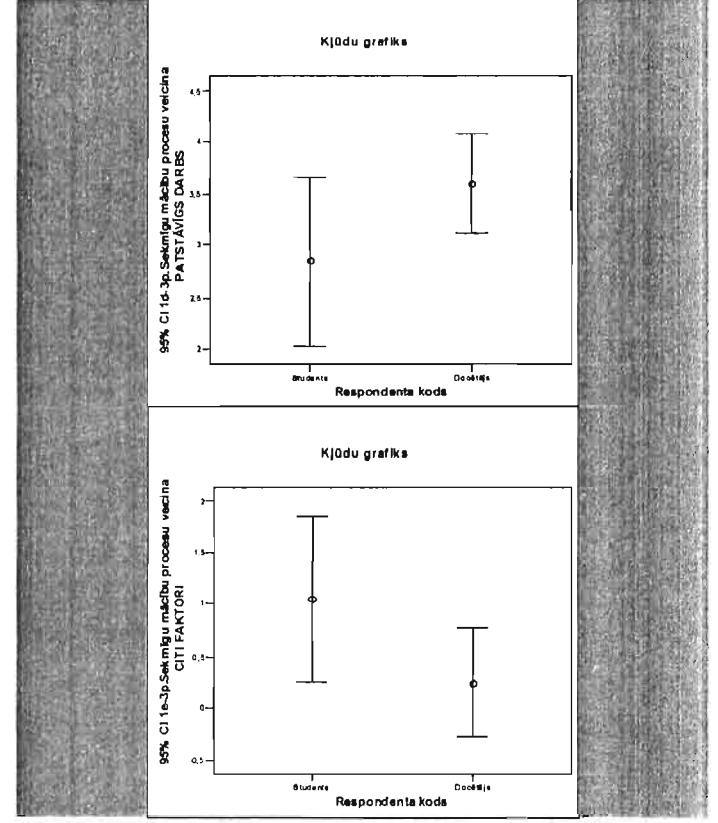 Kļūdu grafiks
95% CI 1d-3p.Sekmīgu mācību procesu veicina
PATSTĀVĪGS DARBS
4,5
4
3,5
3
2,5
2
Students
Docētājs
Respondenta kods
Kļūdu grafiks
95% CI 1e-3p.Sekmīgu mācību procesu veicina
CITI FAKTORI
2
1,5
1
0,5
0
-0,5
Students
Docētājs
Respondenta kods